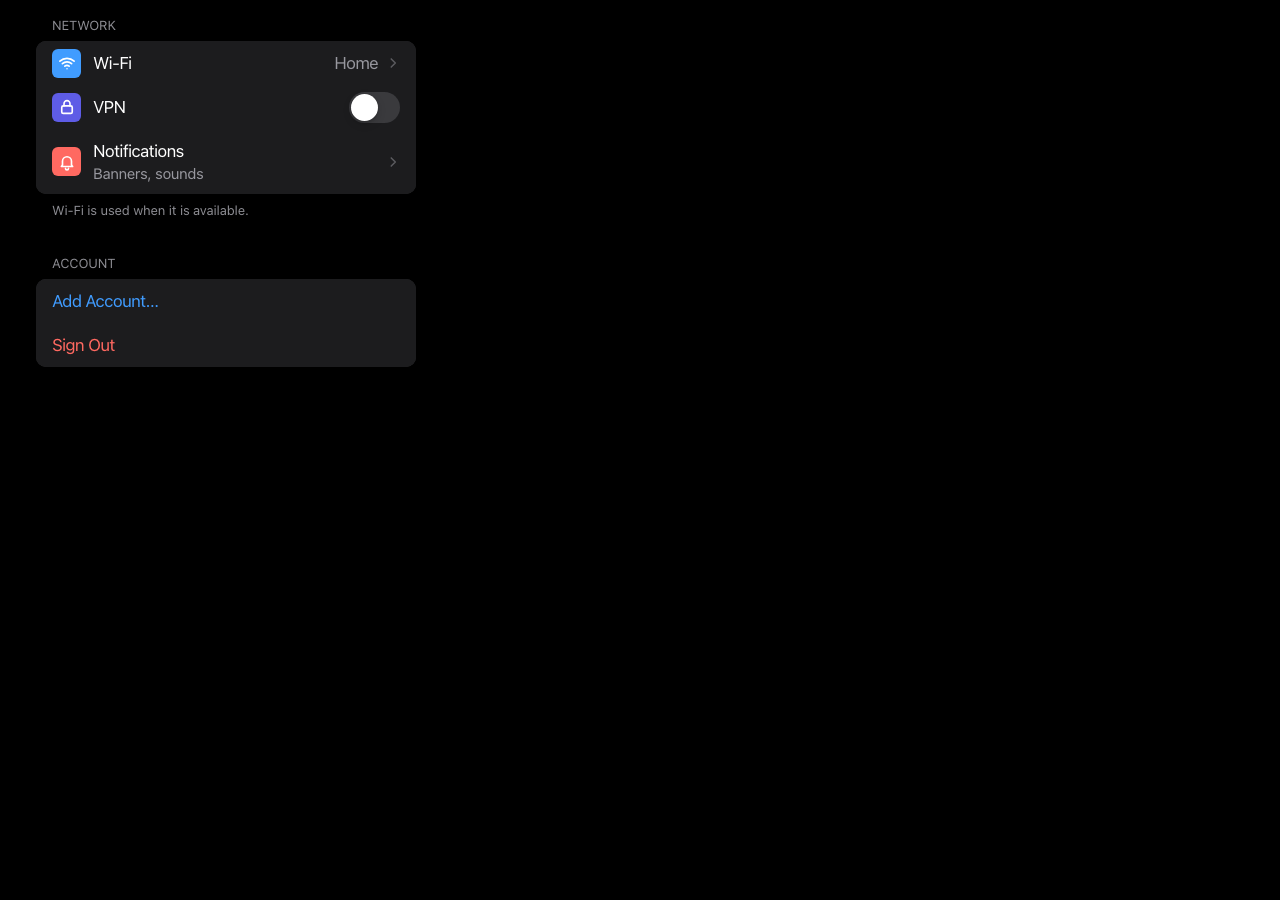 NETWORK
Wi-Fi
Home
VPN
Notifications
Banners, sounds
Wi-Fi is used when it is available.
ACCOUNT
Add Account...
Sign Out